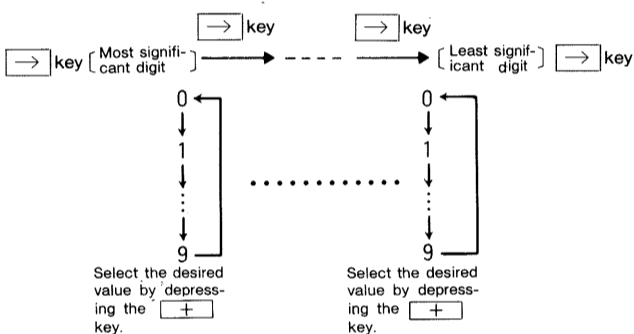 → key → key
→ key [Most signifi-cant digit] [Least signif-icant digit] → key
0 0
1 1
9 9
Select the desired Select the desired
value by depress- value by depress-
ing the + ing the +
key. key.